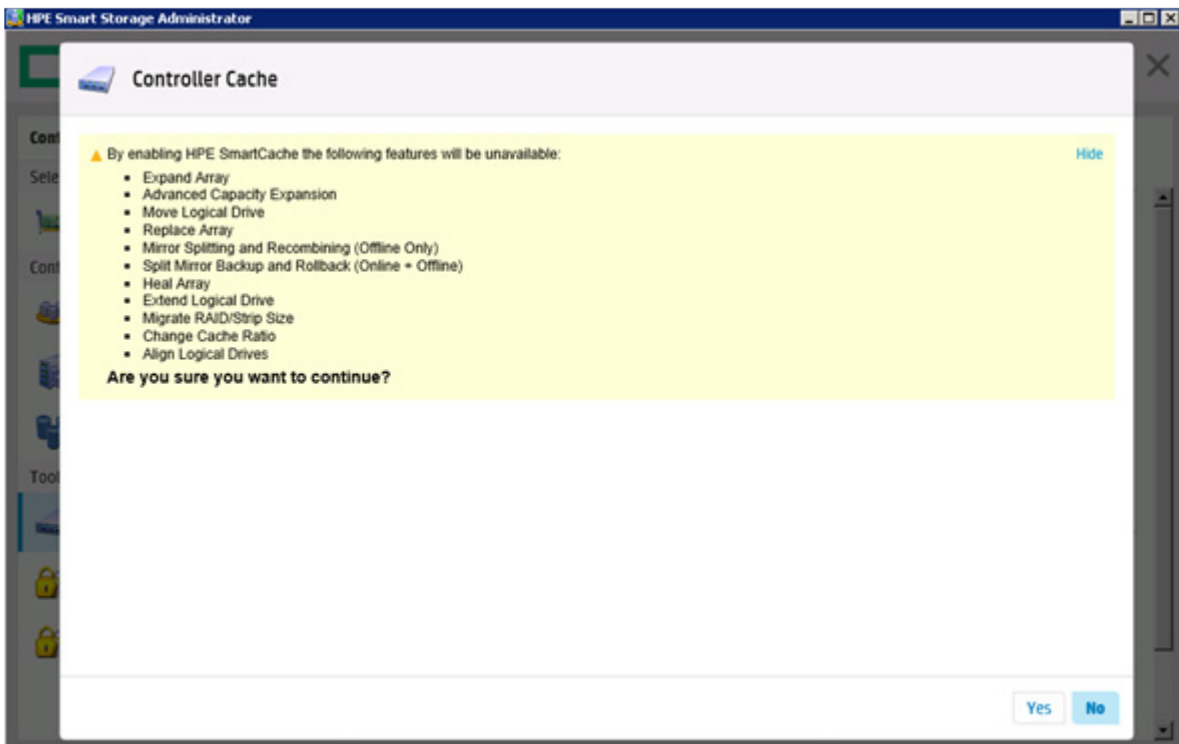 HPE Smart Storage Administrator
Controller Cache
By enabling HPE SmartCache the following features will be unavailable:
Hide
Expand Array
Advanced Capacity Expansion
Move Logical Drive
Replace Array
Mirror Splitting and Recombining (Offline Only)
Split Mirror Backup and Rollback (Online + Offline)
Heal Array
Extend Logical Drive
Migrate RAID/Strip Size
Change Cache Ratio
Align Logical Drives
Are you sure you want to continue?
Yes
No